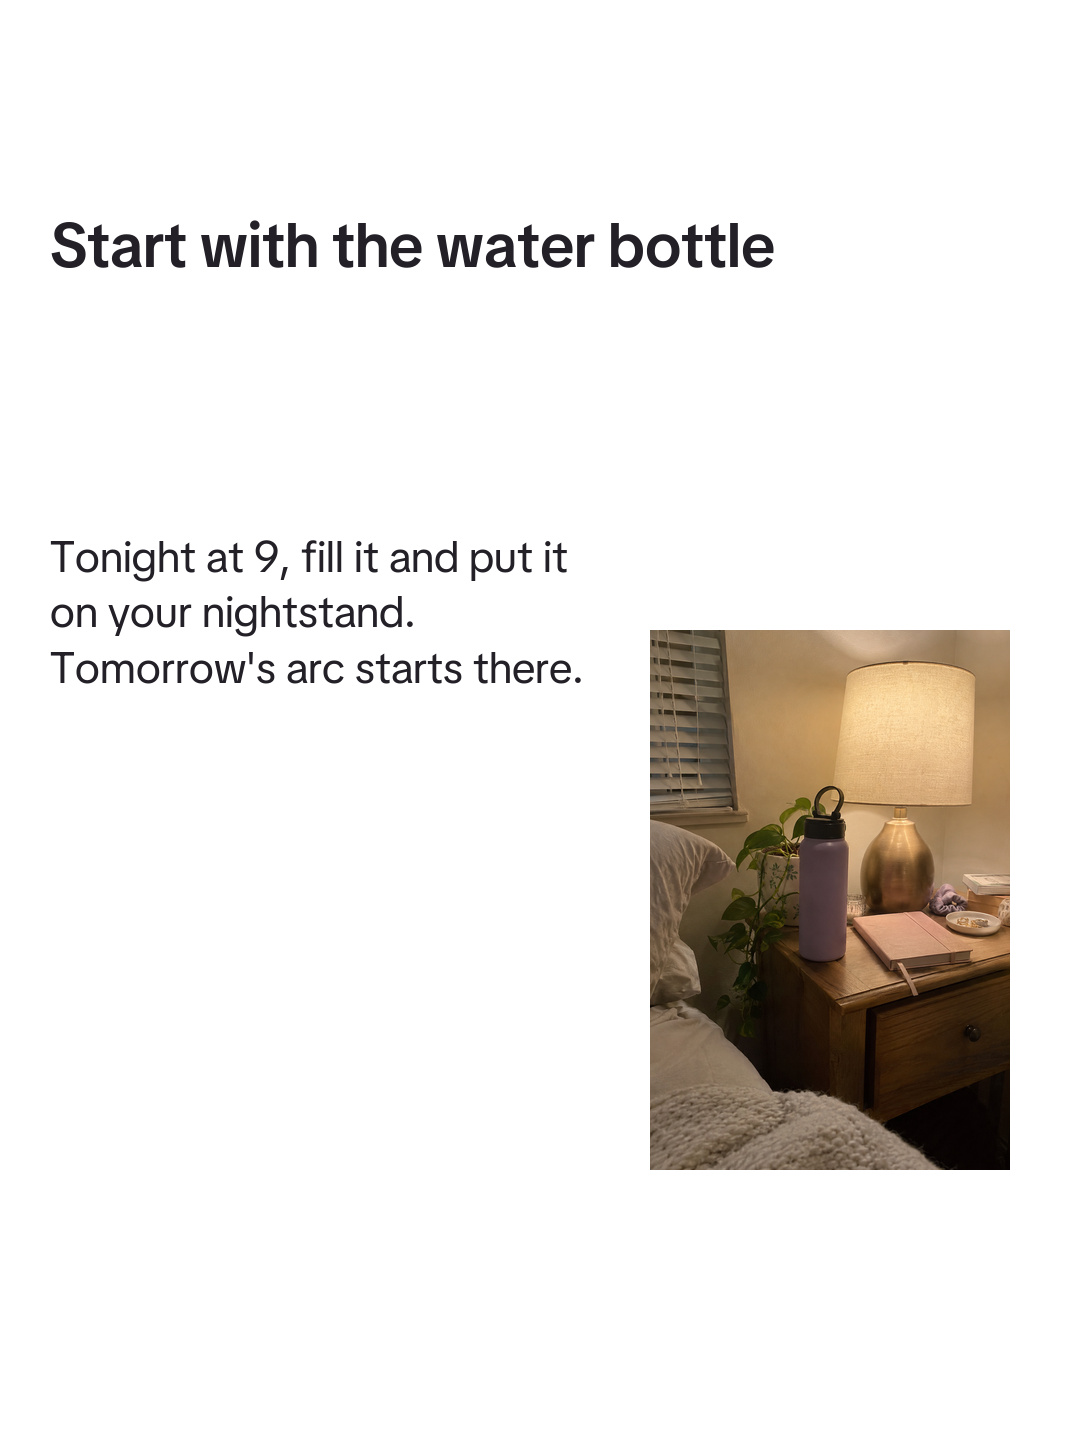 Start with the water bottle
Tonight at 9, fill it and put it
on your nightstand.
Tomorrow's arc starts there.